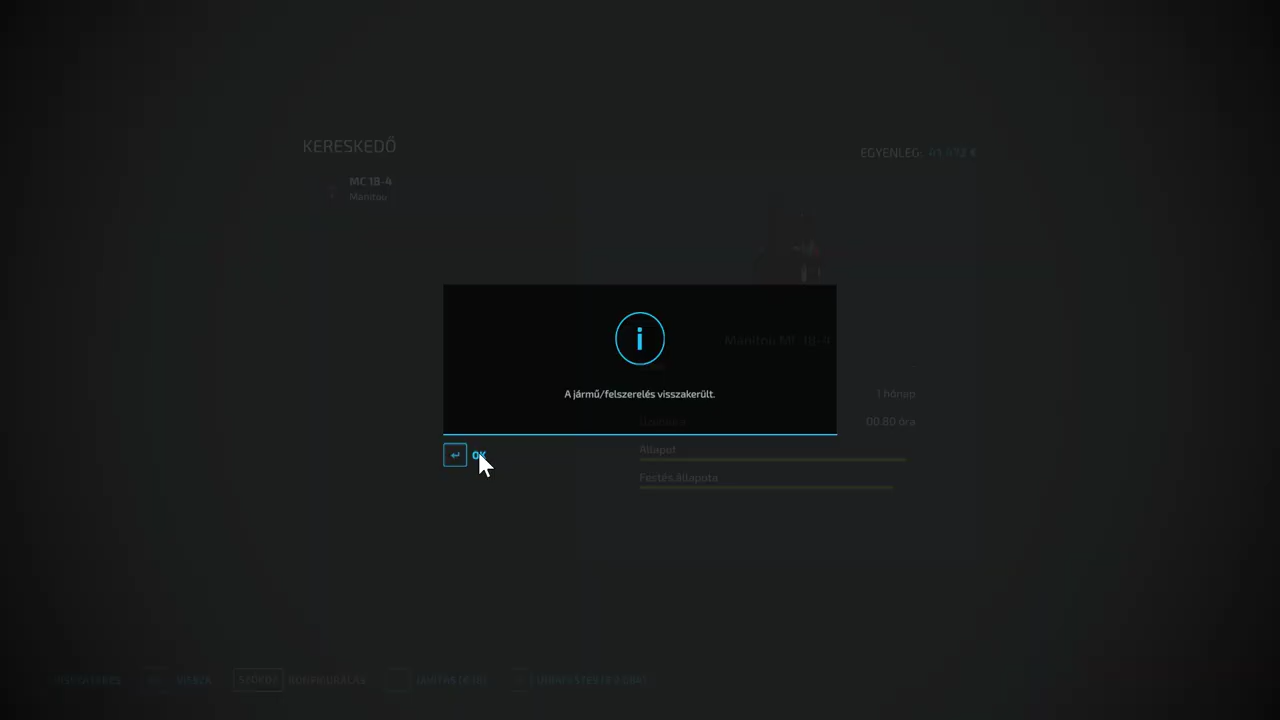 KERESKEDŐ
EGYENLEG:
MC 18-4
Manitou
Manitou MC 18-4
A jármű/felszerelés visszakerült.
1 hónap
00.80 óra
OK
Állapot
Festés állapota
VISSZA
SZÓKÖZ KONFIGURÁLÁS